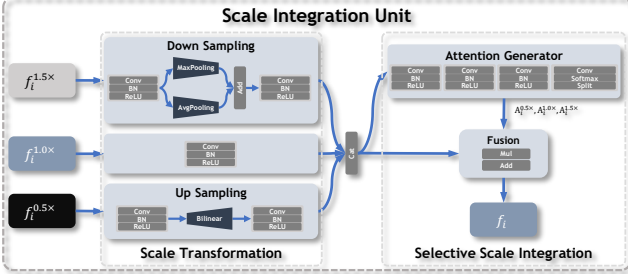 Scale Integration Unit
Down Sampling
f_i^{1.5×}
Conv
BN
ReLU
MaxPooling
AvgPooling
Add
Conv
BN
ReLU
f_i^{1.0×}
Conv
BN
ReLU
Up Sampling
f_i^{0.5×}
Conv
BN
ReLU
Bilinear
Conv
BN
ReLU
Scale Transformation
Cat
Attention Generator
Conv
BN
ReLU
Conv
BN
ReLU
Conv
BN
ReLU
Conv
Softmax
Split
A_i^{0.5×}, A_i^{1.0×}, A_i^{1.5×}
Fusion
Mul
Add
f_i
Selective Scale Integration